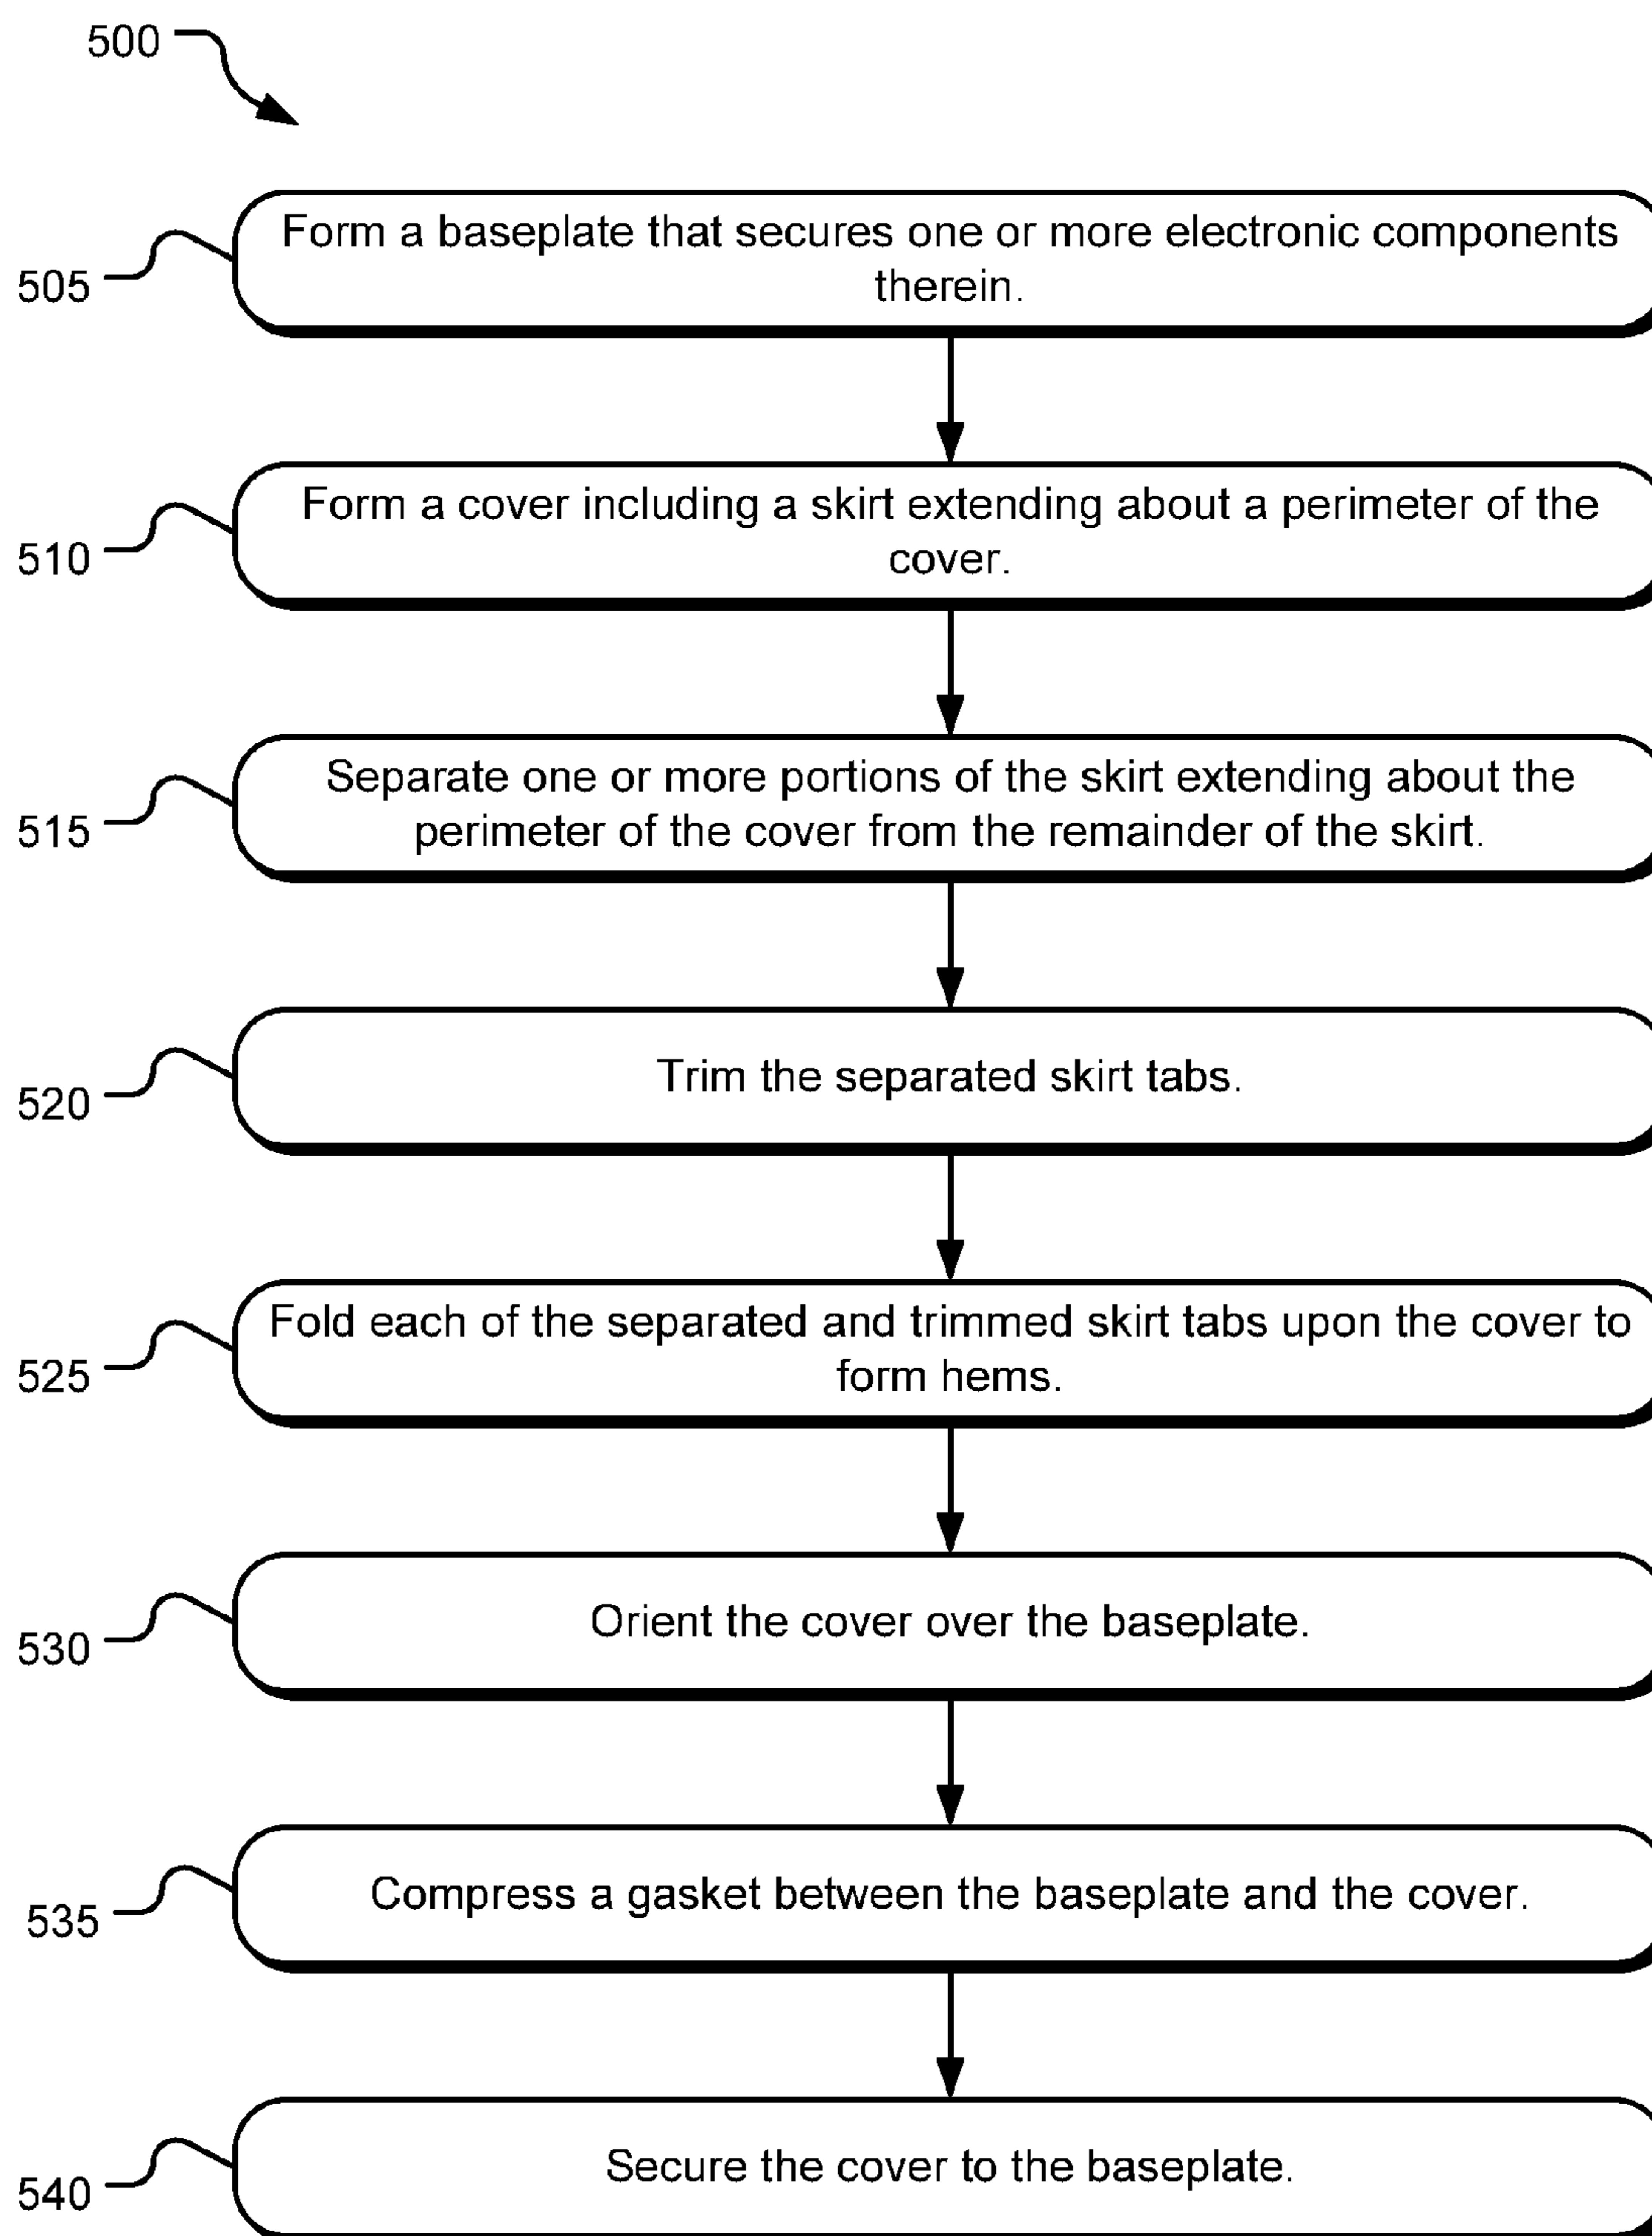 500
Form a baseplate that secures one or more electronic components
therein.
505
Form a cover including a skirt extending about a perimeter of the
cover.
510
Separate one or more portions of the skirt extending about the
perimeter of the cover from the remainder of the skirt.
515
Trim the separated skirt tabs.
520
Fold each of the separated and trimmed skirt tabs upon the cover to
form hems.
525
Orient the cover over the baseplate.
530
Compress a gasket between the baseplate and the cover.
535
Secure the cover to the baseplate.
540